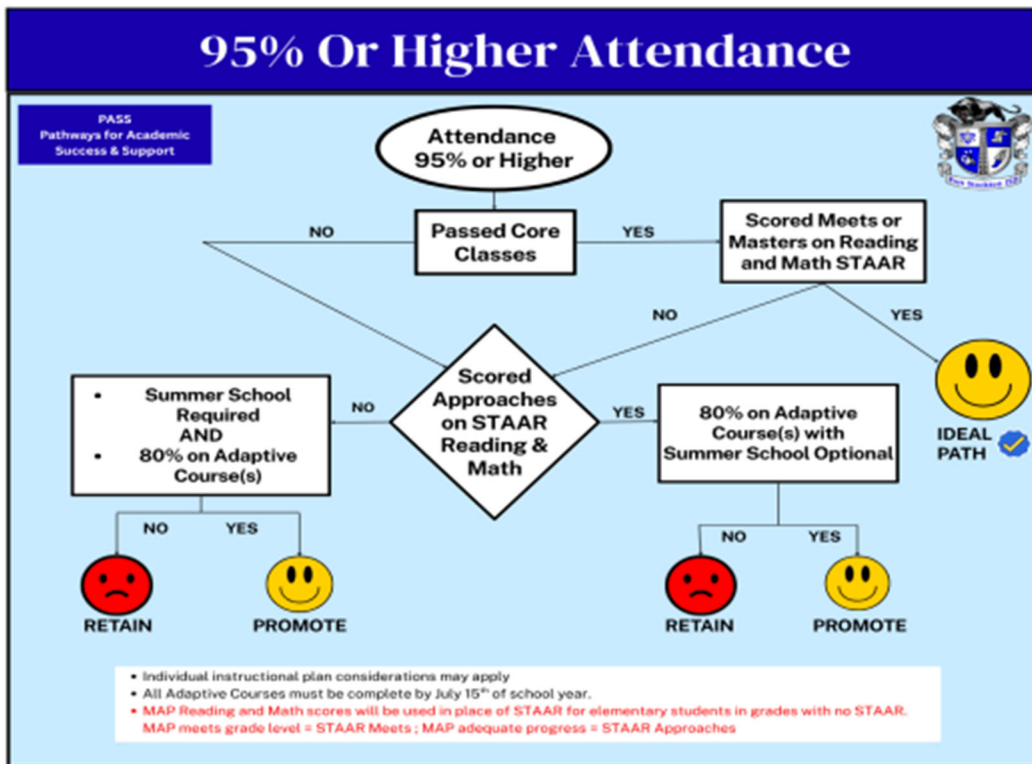 95% Or Higher Attendance
PASS
Pathways for Academic
Success & Support
Attendance
95% or Higher
Fort Stockton ISD
NO
Passed Core
Classes
YES
Scored Meets or
Masters on Reading
and Math STAAR
NO
YES
IDEAL
PATH
Scored
Approaches
on STAAR
Reading &
Math
NO
YES
• Summer School
Required
AND
• 80% on Adaptive
Course(s)
80% on Adaptive
Course(s) with
Summer School Optional
NO
YES
RETAIN
PROMOTE
NO
YES
RETAIN
PROMOTE
• Individual instructional plan considerations may apply
• All Adaptive Courses must be complete by July 15th of school year.
• MAP Reading and Math scores will be used in place of STAAR for elementary students in grades with no STAAR.
MAP meets grade level = STAAR Meets ; MAP adequate progress = STAAR Approaches